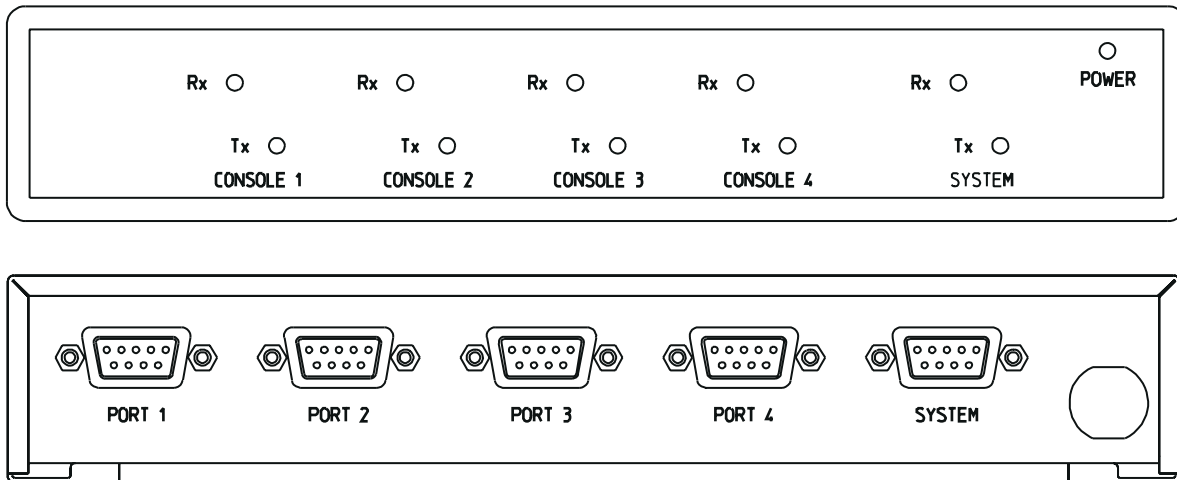 Rx Rx Rx Rx Rx POWER
Tx Tx Tx Tx Tx
CONSOLE 1 CONSOLE 2 CONSOLE 3 CONSOLE 4 SYSTEM
PORT 1 PORT 2 PORT 3 PORT 4 SYSTEM